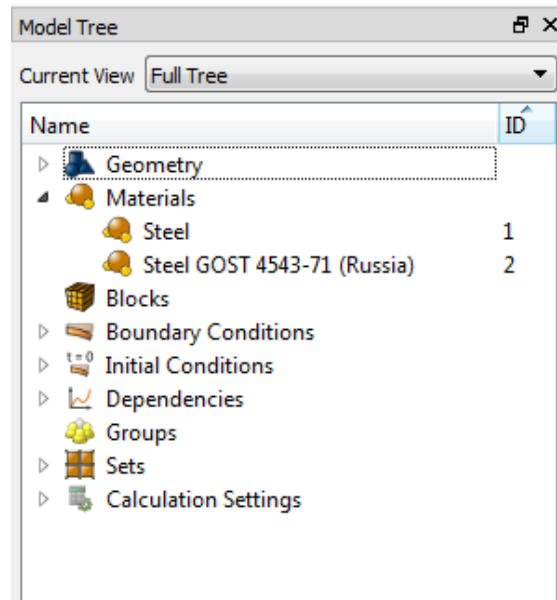 Model Tree
Current View Full Tree
Name ID
Geometry
Materials
Steel 1
Steel GOST 4543-71 (Russia) 2
Blocks
Boundary Conditions
t=0 Initial Conditions
Dependencies
Groups
Sets
Calculation Settings